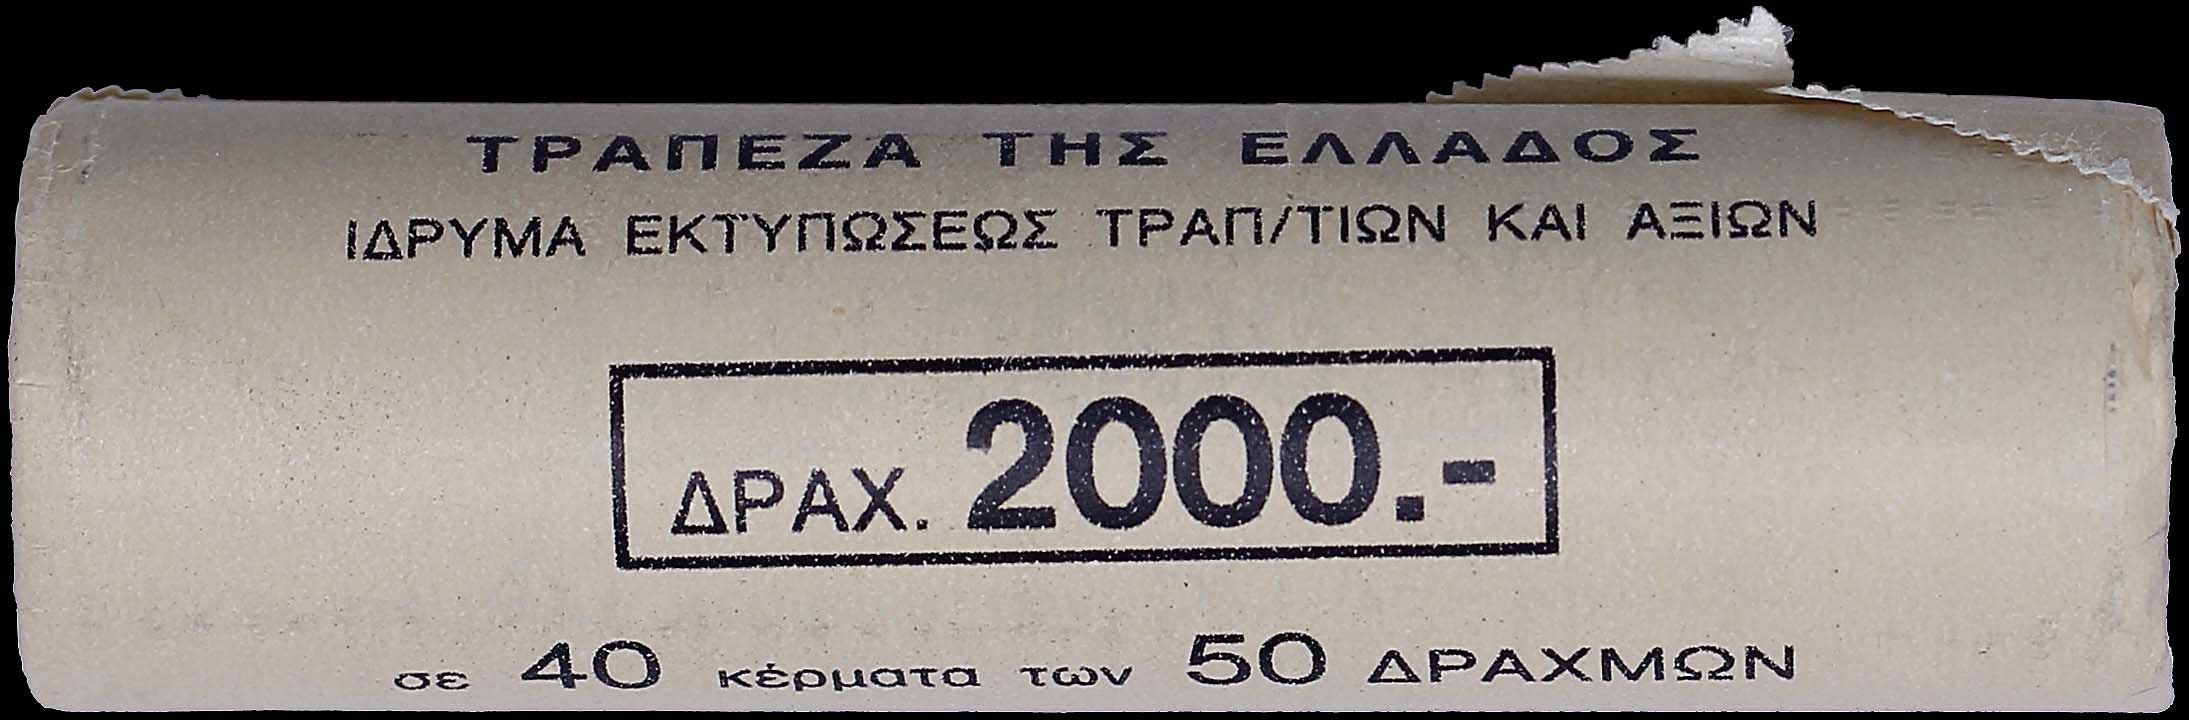 ΤΡΑΠΕΖΑ ΤΗΣ ΕΛΛΑΔΟΣ
ΙΔΡΥΜΑ ΕΚΤΥΠΩΣΕΩΣ ΤΡΑΠ/ΤΙΩΝ ΚΑΙ ΑΞΙΩΝ
ΔΡΑΧ. 2000.-
σε 40 κέρματα των 50 ΔΡΑΧΜΩΝ